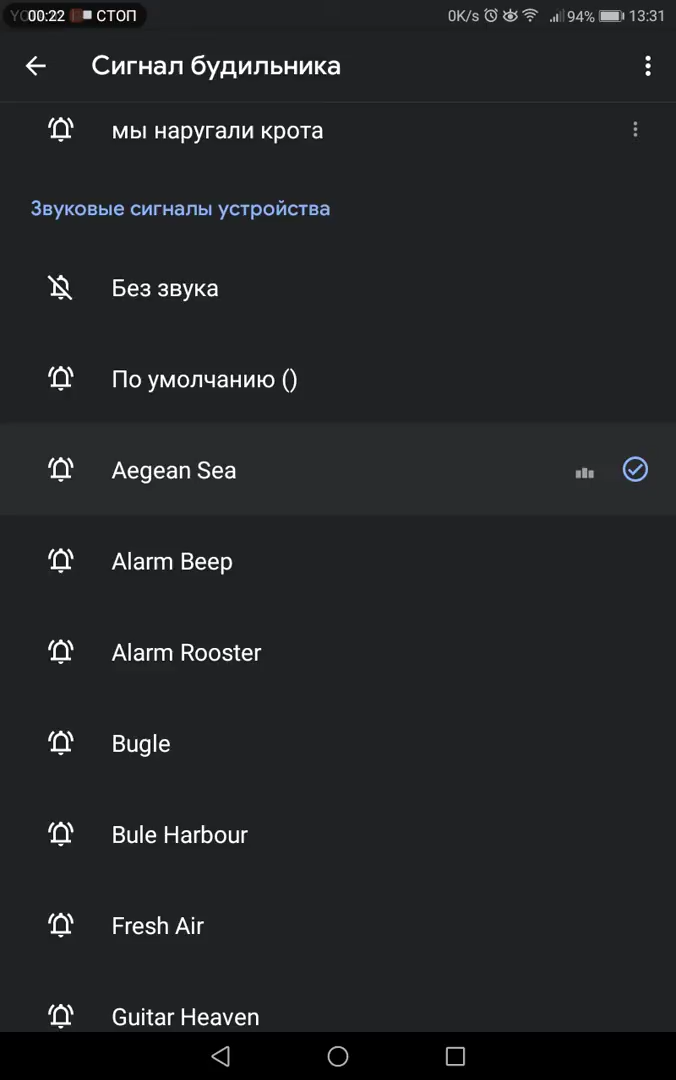 00:22 СТОП 0K/s 94% 13:31
Сигнал будильника
мы наругали крота
Звуковые сигналы устройства
Без звука
По умолчанию ()
Aegean Sea
Alarm Beep
Alarm Rooster
Bugle
Bule Harbour
Fresh Air
Guitar Heaven